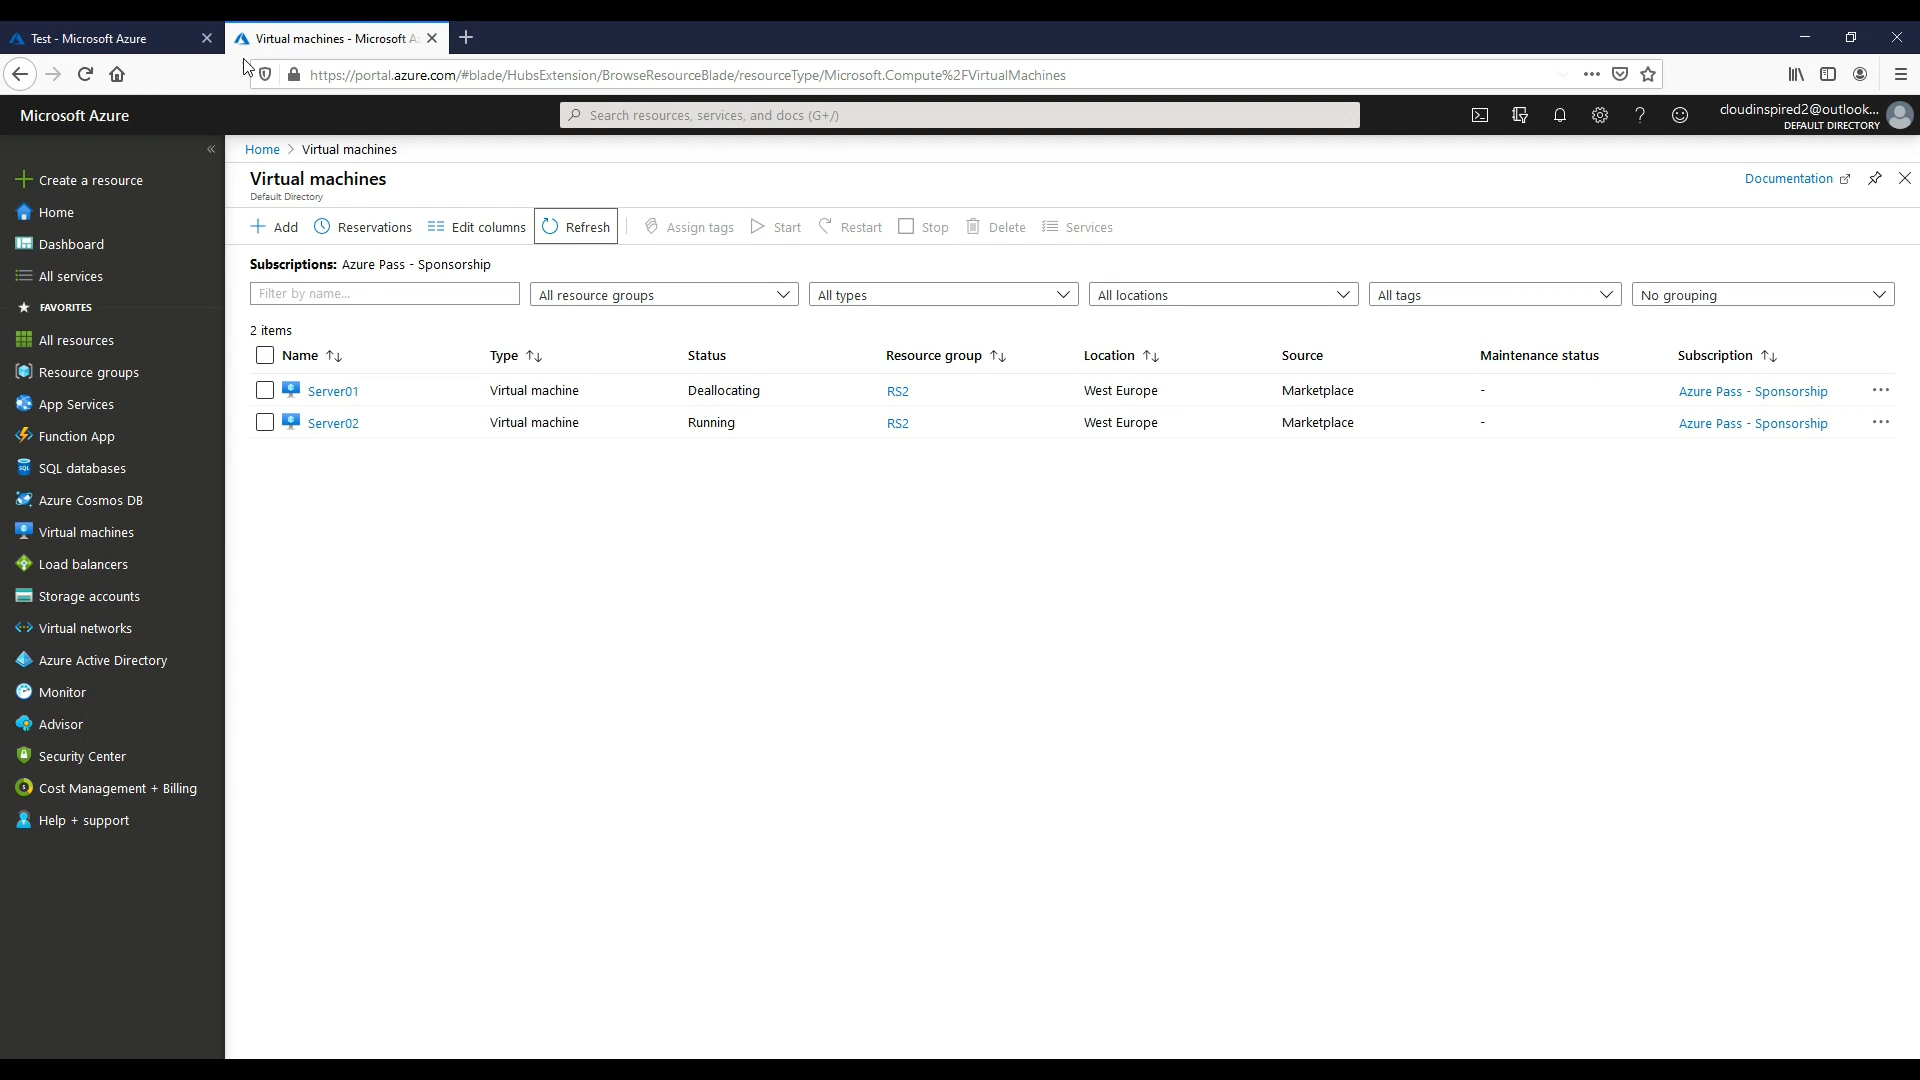 Test - Microsoft Azure
Virtual machines - Microsoft A
https://portal.azure.com/#blade/HubsExtension/BrowseResourceBlade/resourceType/Microsoft.Compute%2FVirtualMachines
Microsoft Azure
Search resources, services, and docs (G+/)
cloudinspired2@outlook...
DEFAULT DIRECTORY
Create a resource
Home
Dashboard
All services
FAVORITES
All resources
Resource groups
App Services
Function App
SQL databases
Azure Cosmos DB
Virtual machines
Load balancers
Storage accounts
Virtual networks
Azure Active Directory
Monitor
Advisor
Security Center
Cost Management + Billing
Help + support
Home > Virtual machines
Virtual machines
Default Directory
Documentation
Add Reservations Edit columns Refresh Assign tags Start Restart Stop Delete Services
Subscriptions: Azure Pass - Sponsorship
Filter by name... All resource groups All types All locations All tags No grouping
2 items
Name Type Status Resource group Location Source Maintenance status Subscription
Server01 Virtual machine Deallocating RS2 West Europe Marketplace - Azure Pass - Sponsorship ...
Server02 Virtual machine Running RS2 West Europe Marketplace - Azure Pass - Sponsorship ...